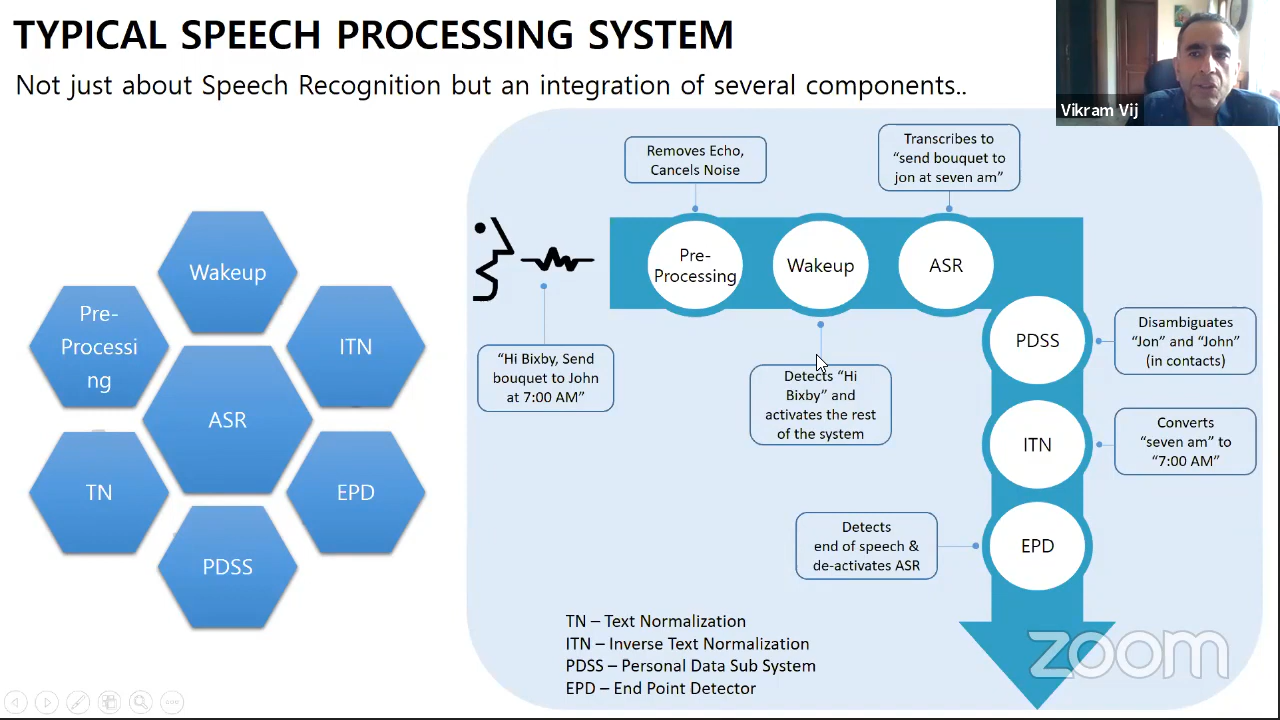 TYPICAL SPEECH PROCESSING SYSTEM
Not just about Speech Recognition but an integration of several components..
Vikram Vij
Wakeup
Pre-
Processi
ng
ITN
ASR
TN
EPD
PDSS
Removes Echo,
Cancels Noise
Transcribes to
“send bouquet to
jon at seven am”
Pre-
Processing
Wakeup
ASR
“Hi Bixby, Send
bouquet to John
at 7:00 AM”
Detects “Hi
Bixby” and
activates the rest
of the system
PDSS
Disambiguates
“Jon” and “John”
(in contacts)
ITN
Converts
“seven am” to
“7:00 AM”
Detects
end of speech &
de-activates ASR
EPD
TN – Text Normalization
ITN – Inverse Text Normalization
PDSS – Personal Data Sub System
EPD – End Point Detector
zoom